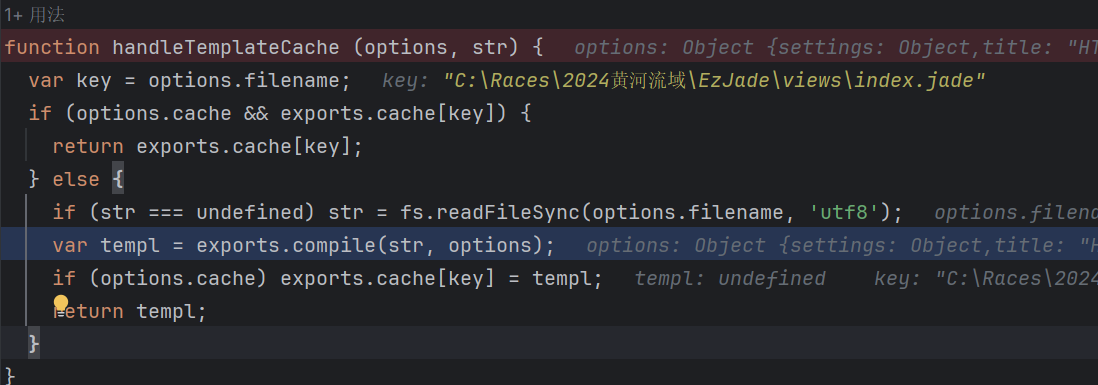 1+ 用法
function handleTemplateCache (options, str) {   options: Object {settings: Object,title: "HT
  var key = options.filename;   key: "C:\Races\2024黄河流域\EzJade\views\index.jade"
  if (options.cache && exports.cache[key]) {
    return exports.cache[key];
  } else {
    if (str === undefined) str = fs.readFileSync(options.filename, 'utf8');   options.filen
    var templ = exports.compile(str, options);   options: Object {settings: Object,title: "H
    if (options.cache) exports.cache[key] = templ;   templ: undefined    key: "C:\Races\2024
    return templ;
  }
}